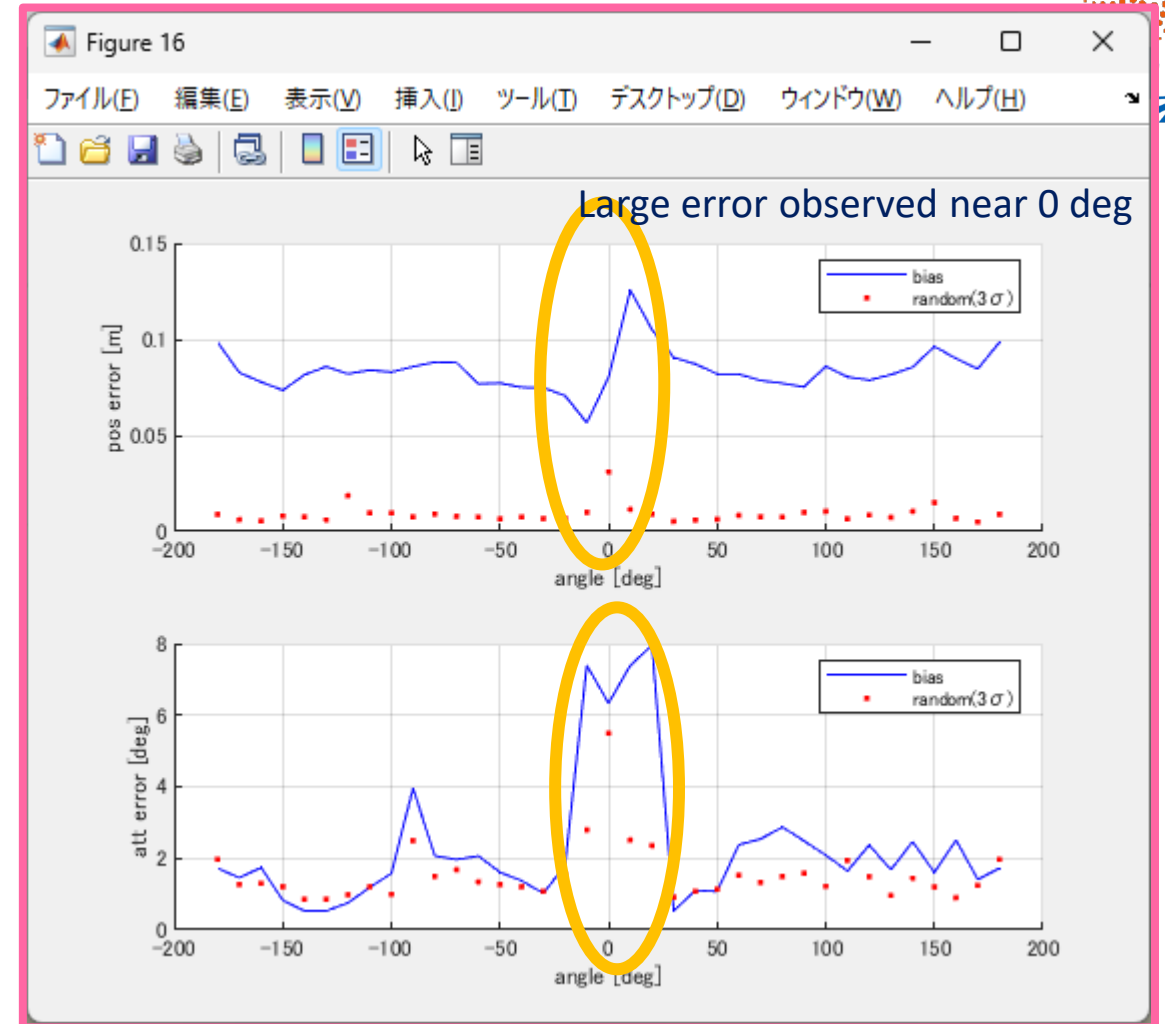 Figure 16
ファイル(F) 編集(E) 表示(V) 挿入(I) ツール(T) デスクトップ(D) ウィンドウ(W) ヘルプ(H)
Large error observed near 0 deg
0.15
0.1
0.05
0
pos error [m]
bias
random(3σ)
-200 -150 -100 -50 0 50 100 150 200
angle [deg]
8
6
4
2
0
att error [deg]
bias
random(3σ)
-200 -150 -100 -50 0 50 100 150 200
angle [deg]